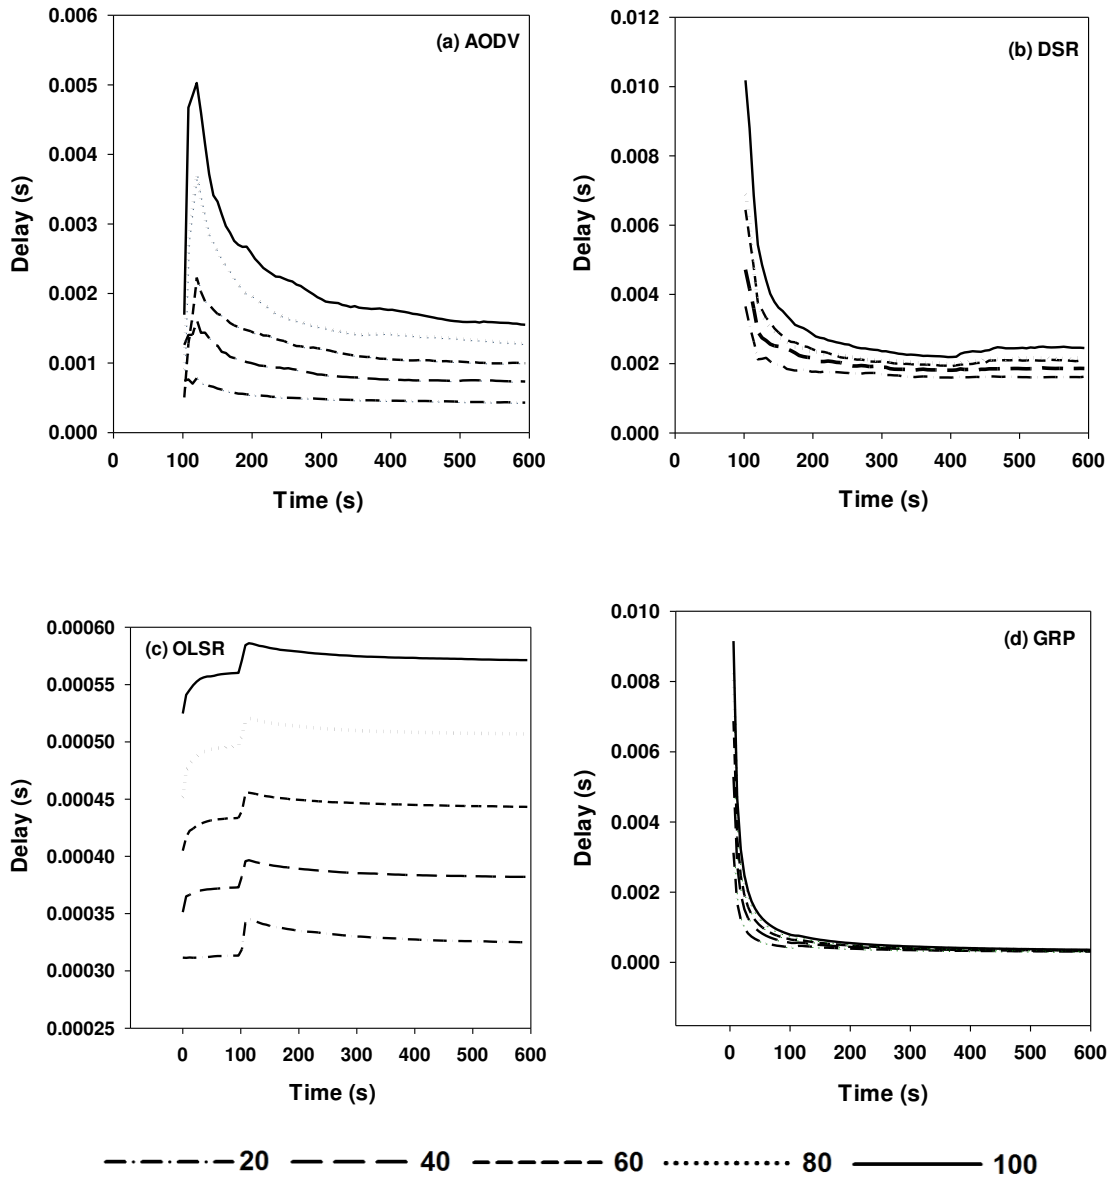 0.006
(a) AODV
0.005
0.004
0.003
0.002
0.001
0.000
Delay (s)
0 100 200 300 400 500 600
Time (s)
0.012
(b) DSR
0.010
0.008
0.006
0.004
0.002
0.000
Delay (s)
0 100 200 300 400 500 600
Time (s)
0.00060
(c) OLSR
0.00055
0.00050
0.00045
0.00040
0.00035
0.00030
0.00025
Delay (s)
0 100 200 300 400 500 600
Time (s)
0.010
(d) GRP
0.008
0.006
0.004
0.002
0.000
Delay (s)
0 100 200 300 400 500 600
Time (s)
20 40 60 80 100